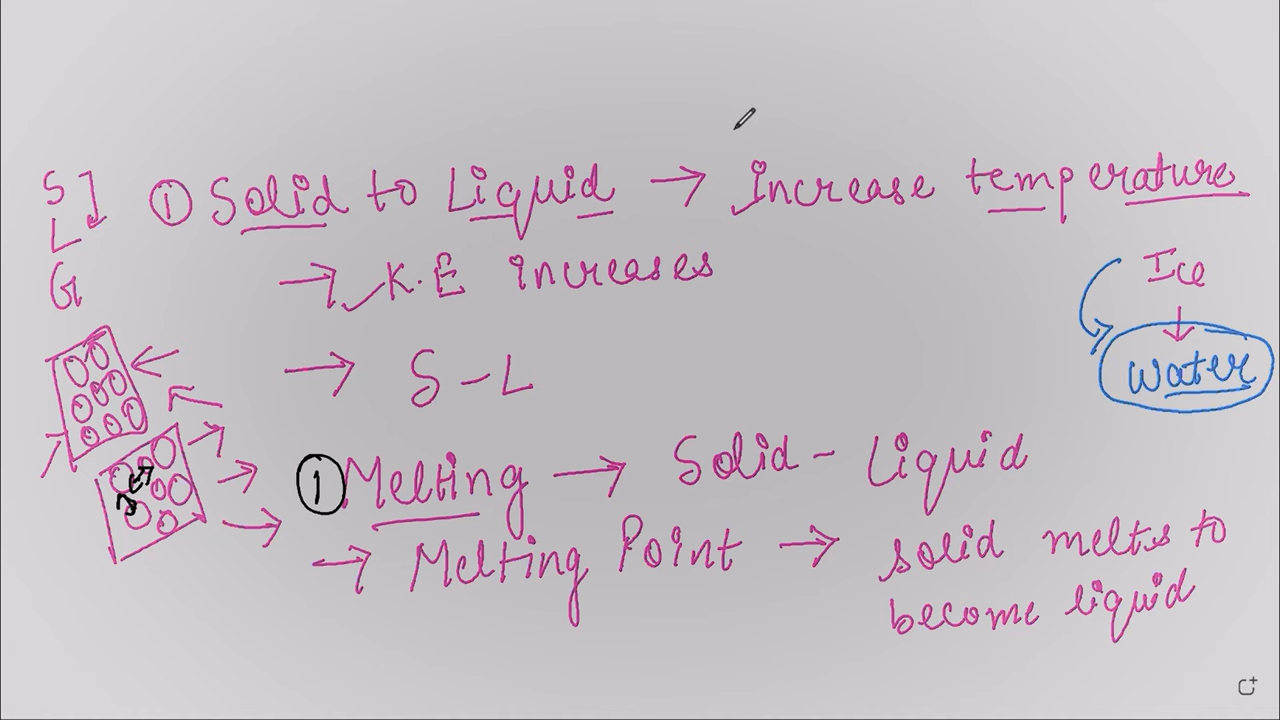 S
L
G
① Solid to Liquid → Increase temperature
→ K.E increases
Ice
↓
Water
→ S - L
① Melting → Solid - Liquid
→ Melting Point → solid melts to
become liquid